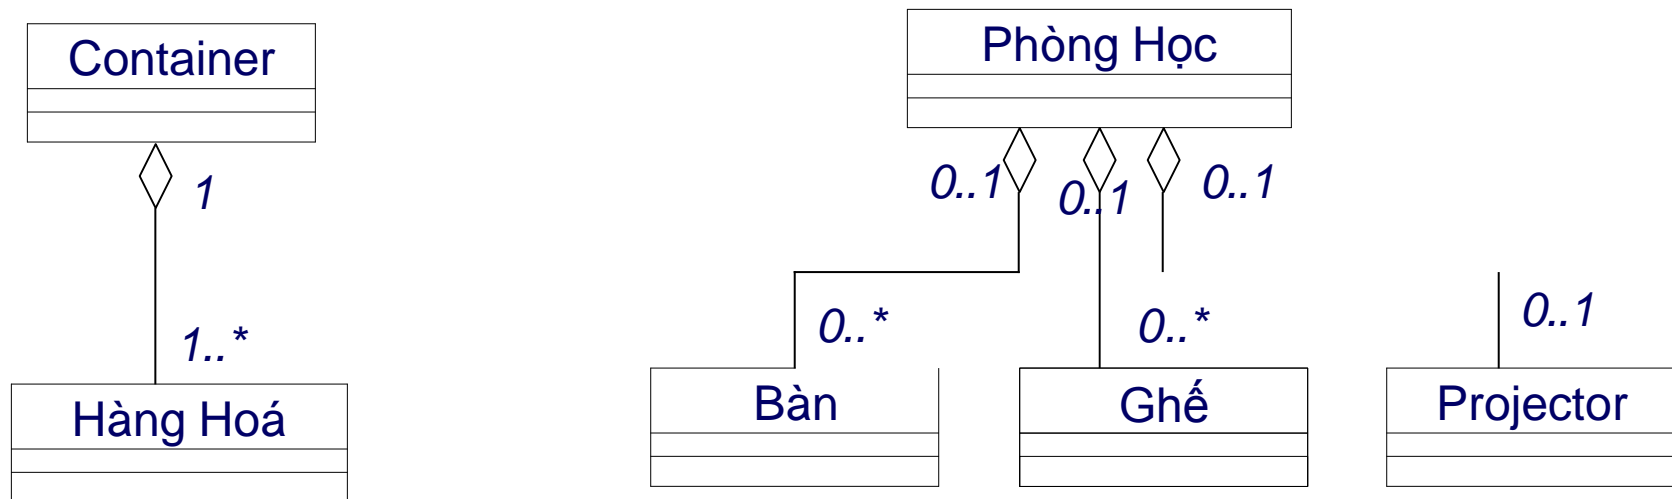 Container
1
1..*
Hàng Hoá
Phòng Học
0..1
0..1
0..1
0..*
0..*
0..1
Bàn
Ghế
Projector